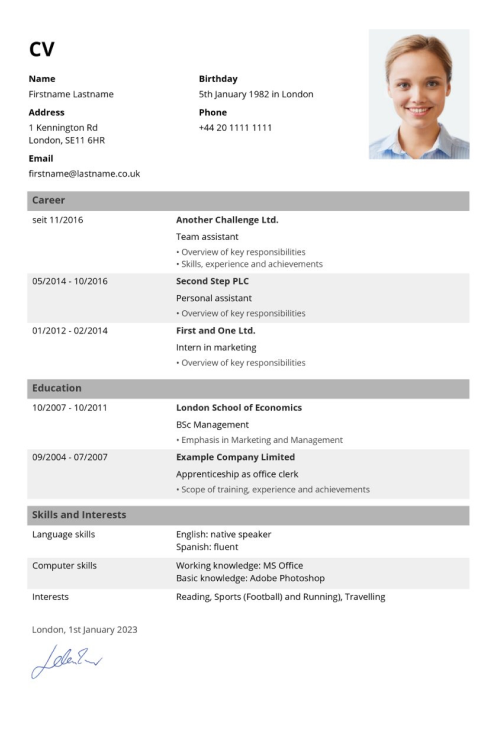 CV
Name
Firstname Lastname
Birthday
5th January 1982 in London
Address
1 Kennington Rd
London, SE11 6HR
Phone
+44 20 1111 1111
Email
firstname@lastname.co.uk
Career
seit 11/2016
Another Challenge Ltd.
Team assistant
• Overview of key responsibilities
• Skills, experience and achievements
05/2014 - 10/2016
Second Step PLC
Personal assistant
• Overview of key responsibilities
01/2012 - 02/2014
First and One Ltd.
Intern in marketing
• Overview of key responsibilities
Education
10/2007 - 10/2011
London School of Economics
BSc Management
• Emphasis in Marketing and Management
09/2004 - 07/2007
Example Company Limited
Apprenticeship as office clerk
• Scope of training, experience and achievements
Skills and Interests
Language skills
English: native speaker
Spanish: fluent
Computer skills
Working knowledge: MS Office
Basic knowledge: Adobe Photoshop
Interests
Reading, Sports (Football) and Running), Travelling
London, 1st January 2023